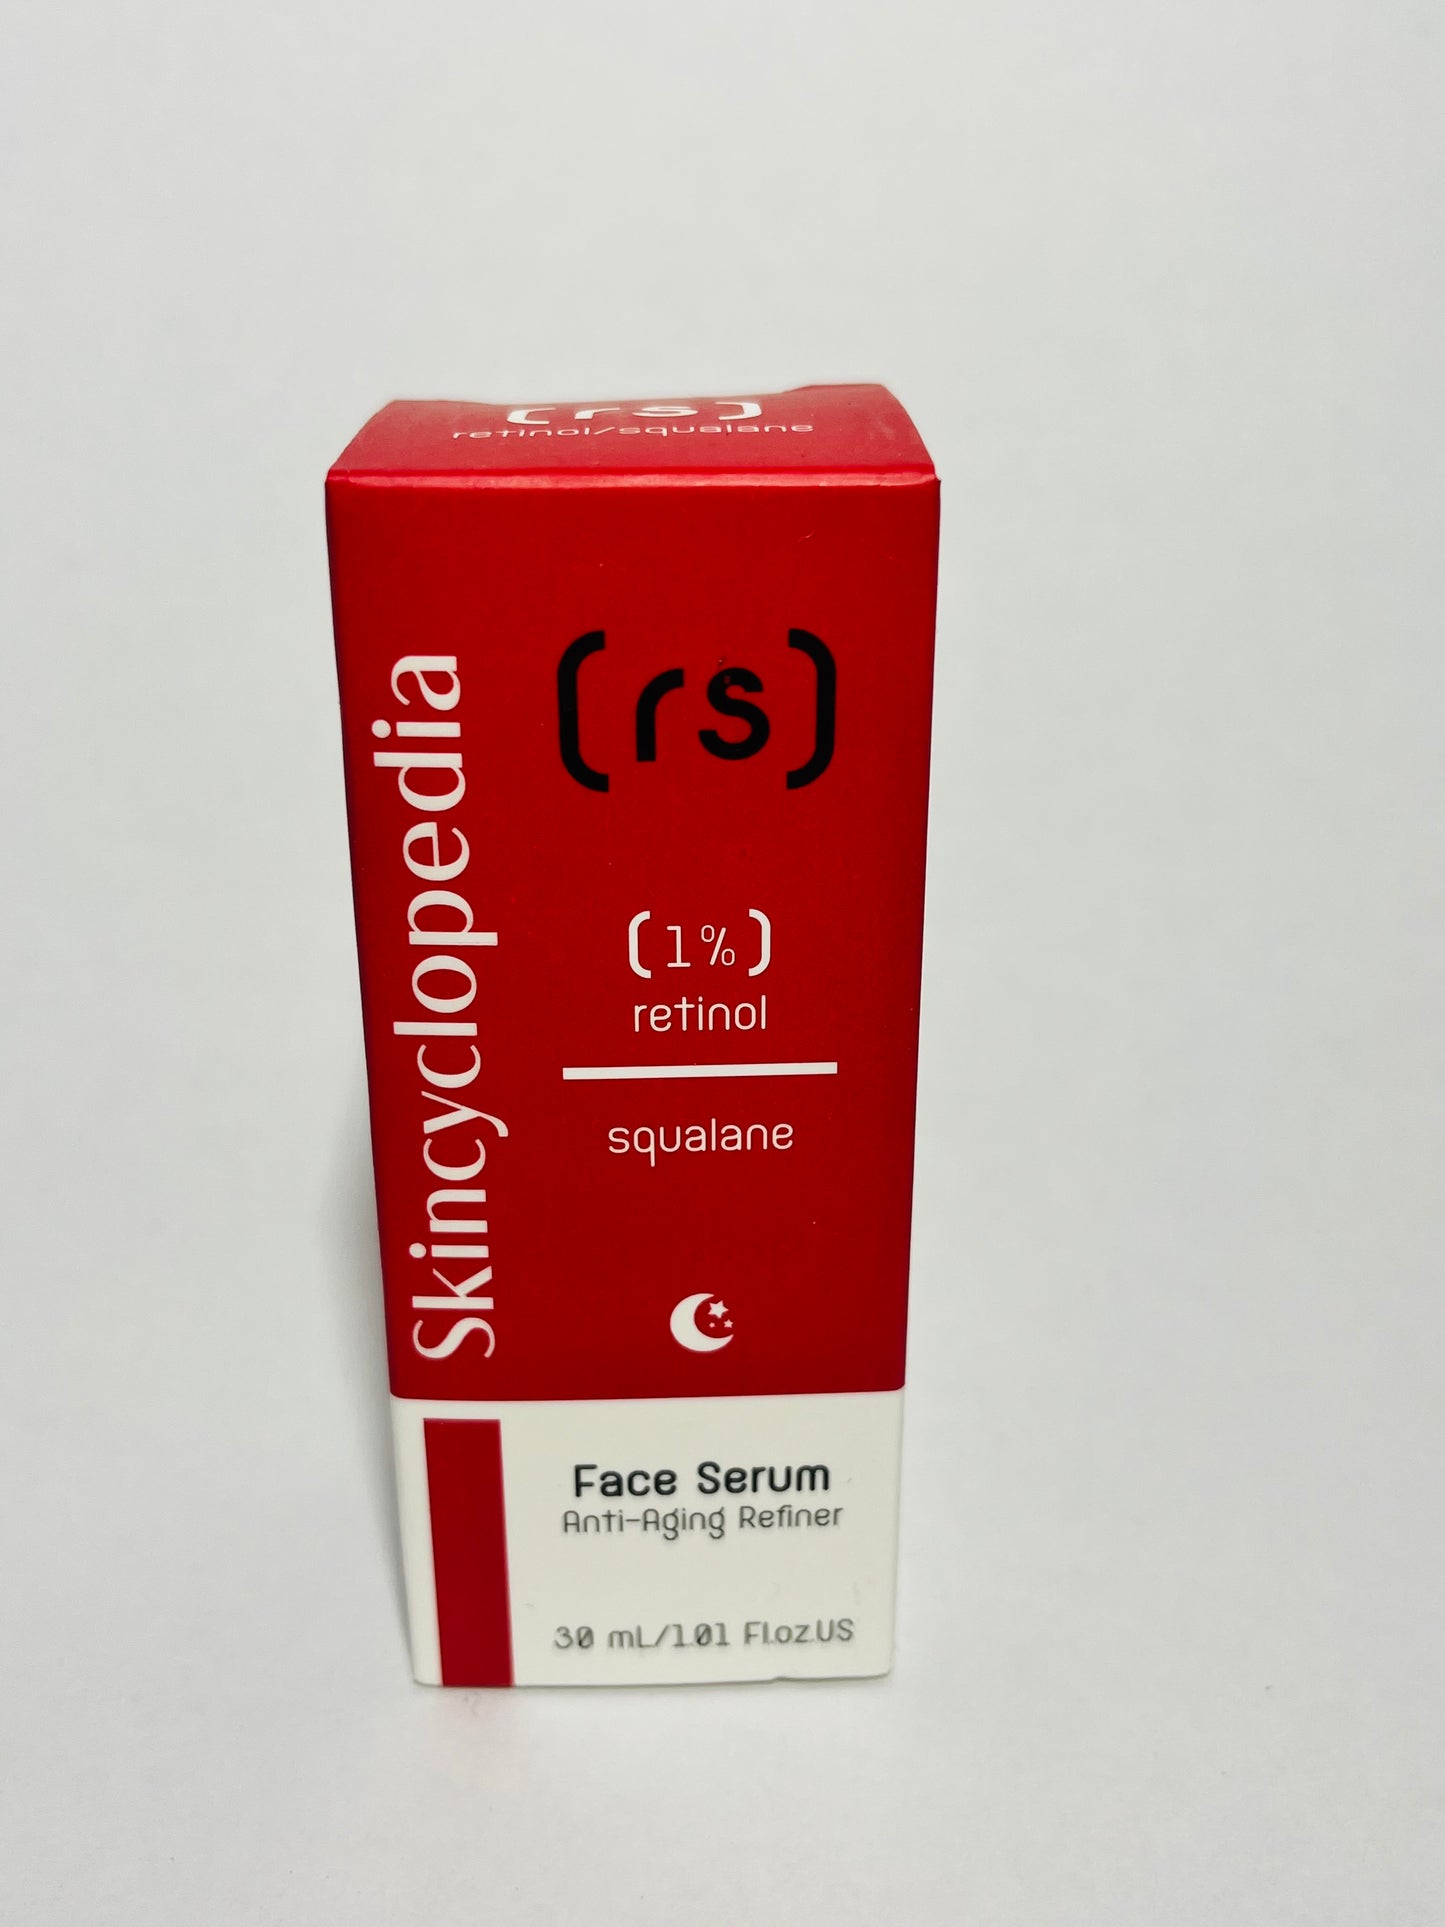 (rs)
retinol/squalane
Skincyclopedia
(rs)
(1%)
retinol
squalane
Face Serum
Anti-Aging Refiner
30 mL/1.01 Fl.oz.US